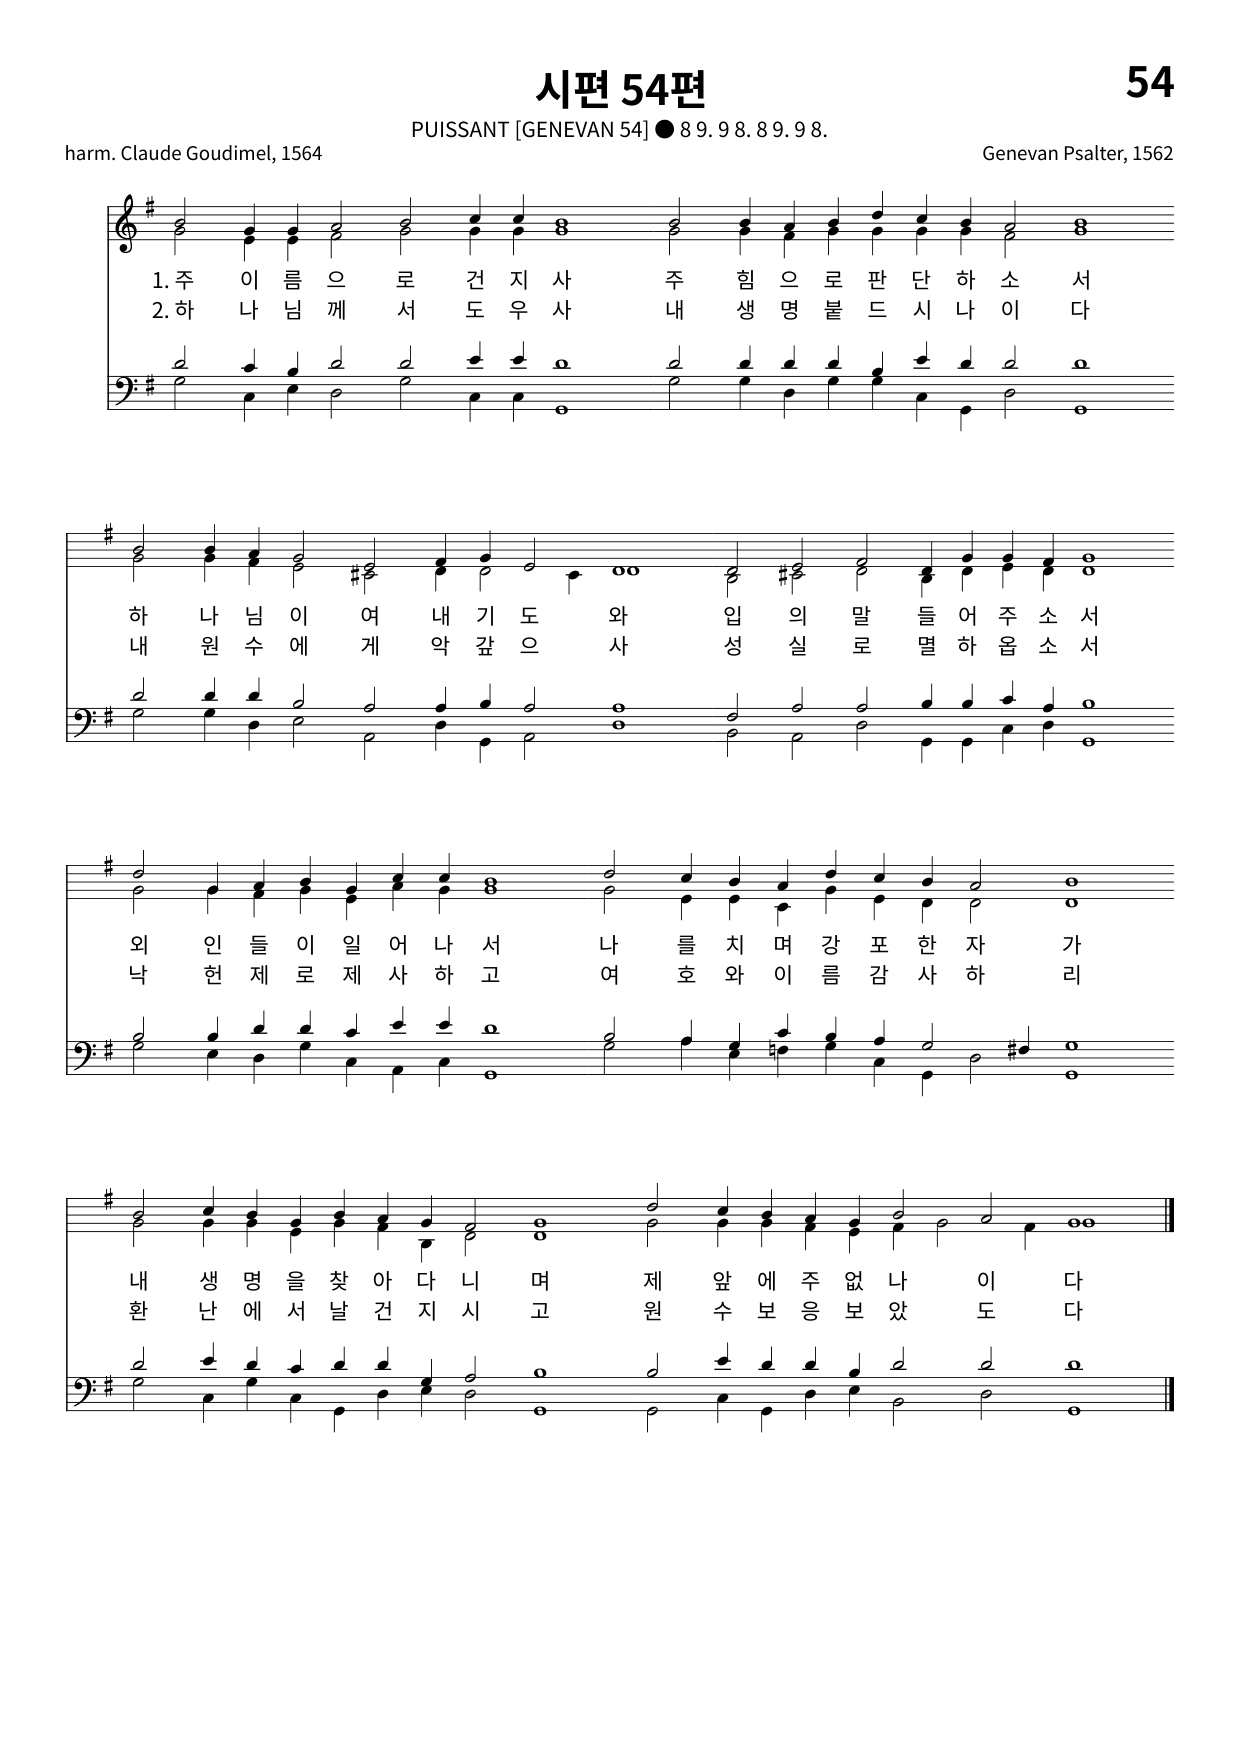 시편 54편
54
PUISSANT [GENEVAN 54] ● 8 9. 9 8. 8 9. 9 8.
harm. Claude Goudimel, 1564
Genevan Psalter, 1562
1. 주 이 름 으 로 건 지 사 주 힘 으 로 판 단 하 소 서
2. 하 나 님 께 서 도 우 사 내 생 명 붙 드 시 나 이 다
하 나 님 이 여 내 기 도 와 입 의 말 들 어 주 소 서
내 원 수 에 게 악 갚 으 사 성 실 로 멸 하 옵 소 서
외 인 들 이 일 어 나 서 나 를 치 며 강 포 한 자 가
낙 헌 제 로 제 사 하 고 여 호 와 이 름 감 사 하 리
내 생 명 을 찾 아 다 니 며 제 앞 에 주 없 나 이 다
환 난 에 서 날 건 지 시 고 원 수 보 응 보 았 도 다